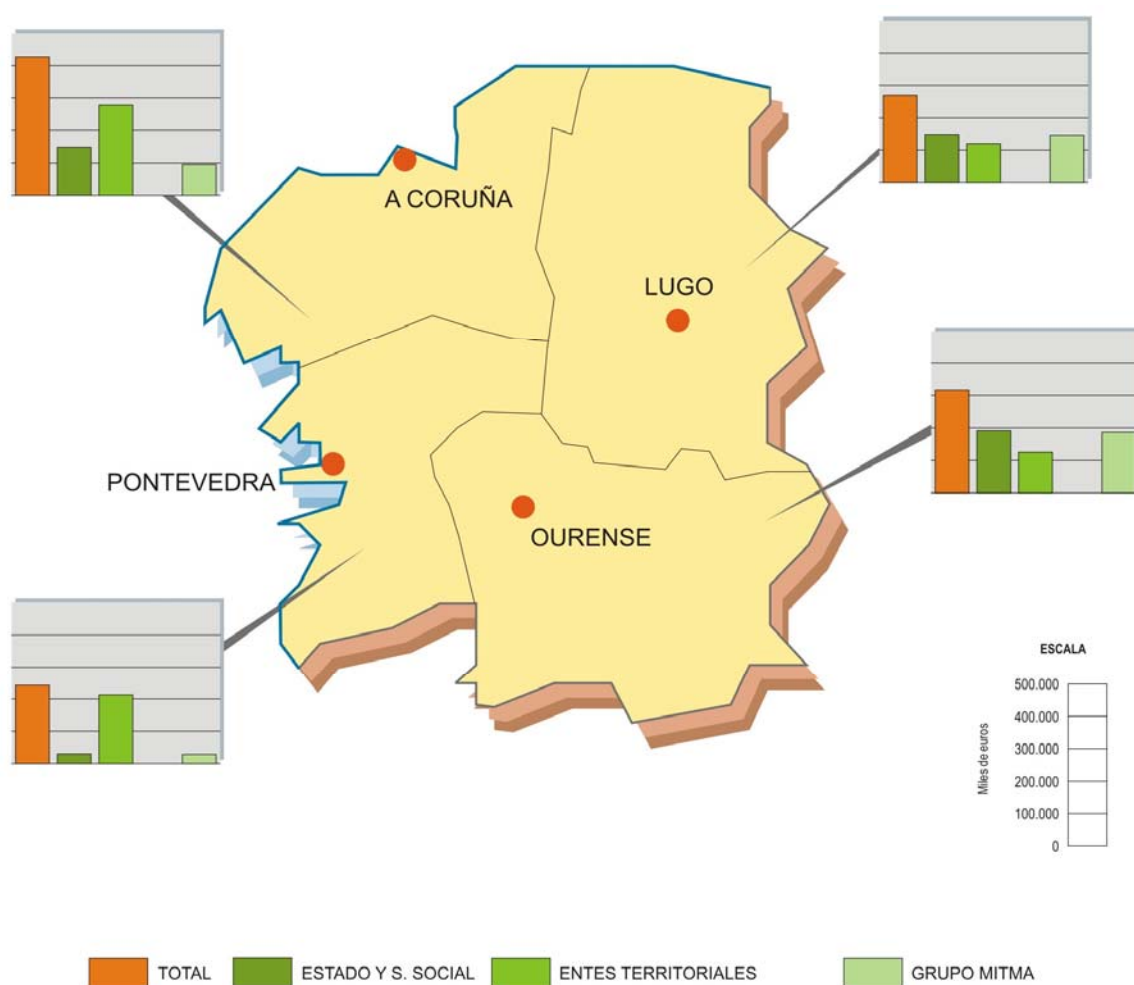 A CORUÑA
LUGO
PONTEVEDRA
OURENSE
ESCALA
Miles de euros
500.000
400.000
300.000
200.000
100.000
0
TOTAL
ESTADO Y S. SOCIAL
ENTES TERRITORIALES
GRUPO MITMA